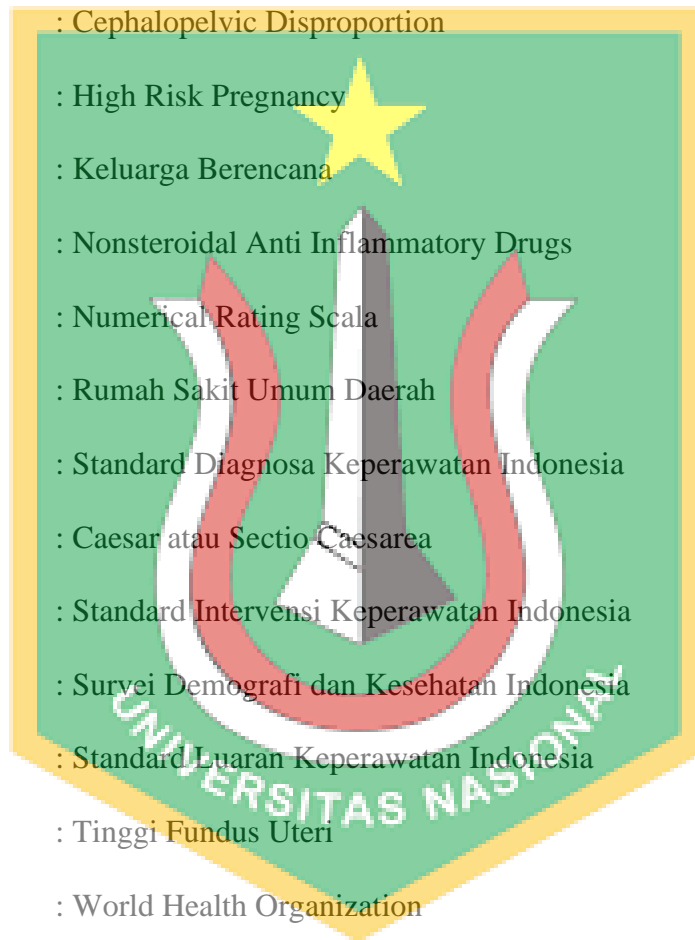 : Cephalopelvic Disproportion
: High Risk Pregnancy
: Keluarga Berencana
: Nonsteroidal Anti Inflammatory Drugs
: Numerical Rating Scala
: Rumah Sakit Umum Daerah
: Standard Diagnosa Keperawatan Indonesia
: Caesar atau Sectio Caesarea
: Standard Intervensi Keperawatan Indonesia
: Survei Demografi dan Kesehatan Indonesia
: Standard Luaran Keperawatan Indonesia
: Tinggi Fundus Uteri
: World Health Organization
UNIVERSITAS NASIONAL